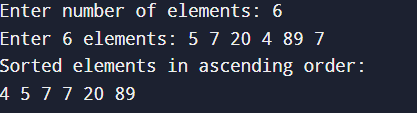 Enter number of elements: 6
Enter 6 elements: 5 7 20 4 89 7
Sorted elements in ascending order:
4 5 7 7 20 89